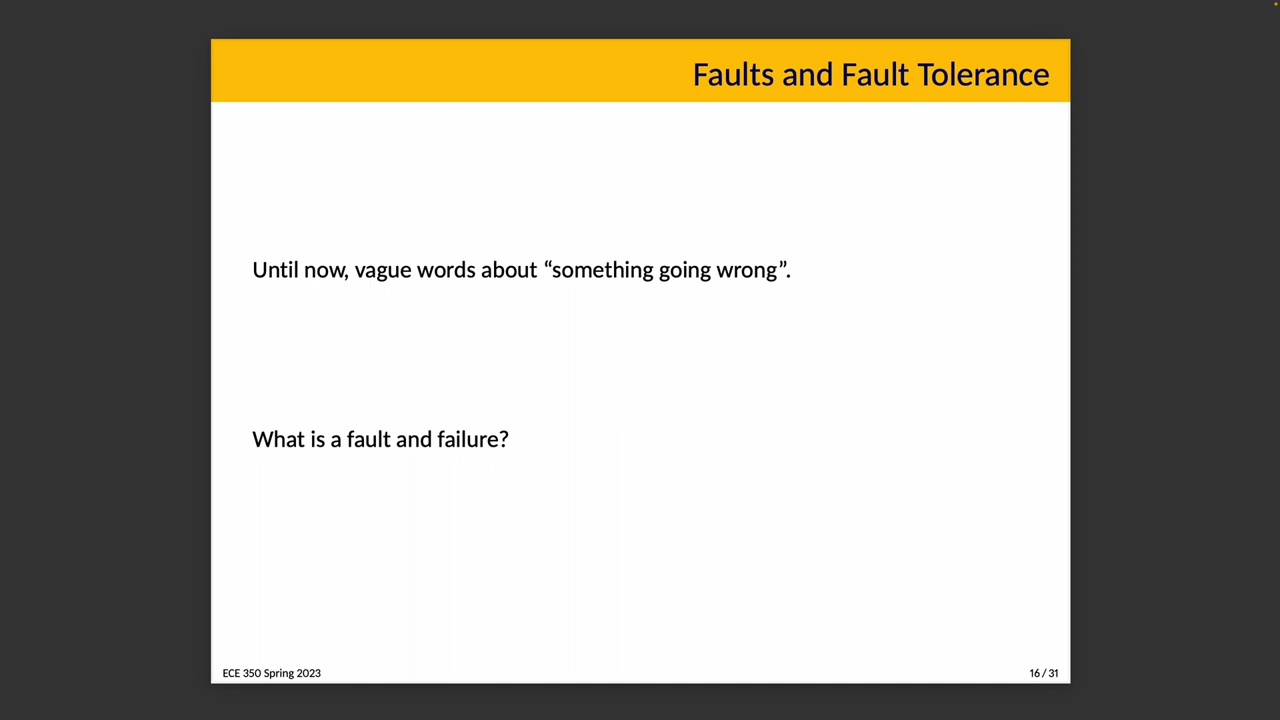 Faults and Fault Tolerance
Until now, vague words about “something going wrong”.
What is a fault and failure?
ECE 350 Spring 2023
16 / 31